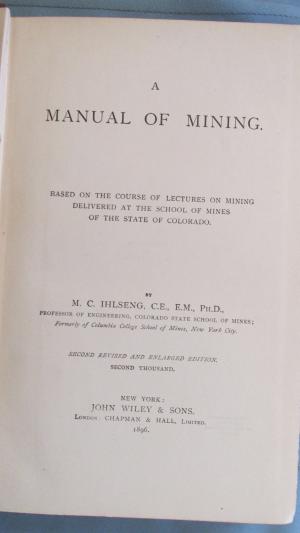 A
MANUAL OF MINING.
BASED ON THE COURSE OF LECTURES ON MINING
DELIVERED AT THE SCHOOL OF MINES
OF THE STATE OF COLORADO.
BY
M. C. IHLSENG, C.E., E.M., PH.D.,
PROFESSOR OF ENGINEERING, COLORADO STATE SCHOOL OF MINES;
Formerly of Columbia College School of Mines, New York City.
SECOND REVISED AND ENLARGED EDITION.
SECOND THOUSAND.
NEW YORK:
JOHN WILEY & SONS.
LONDON: CHAPMAN & HALL, LIMITED.
1896.